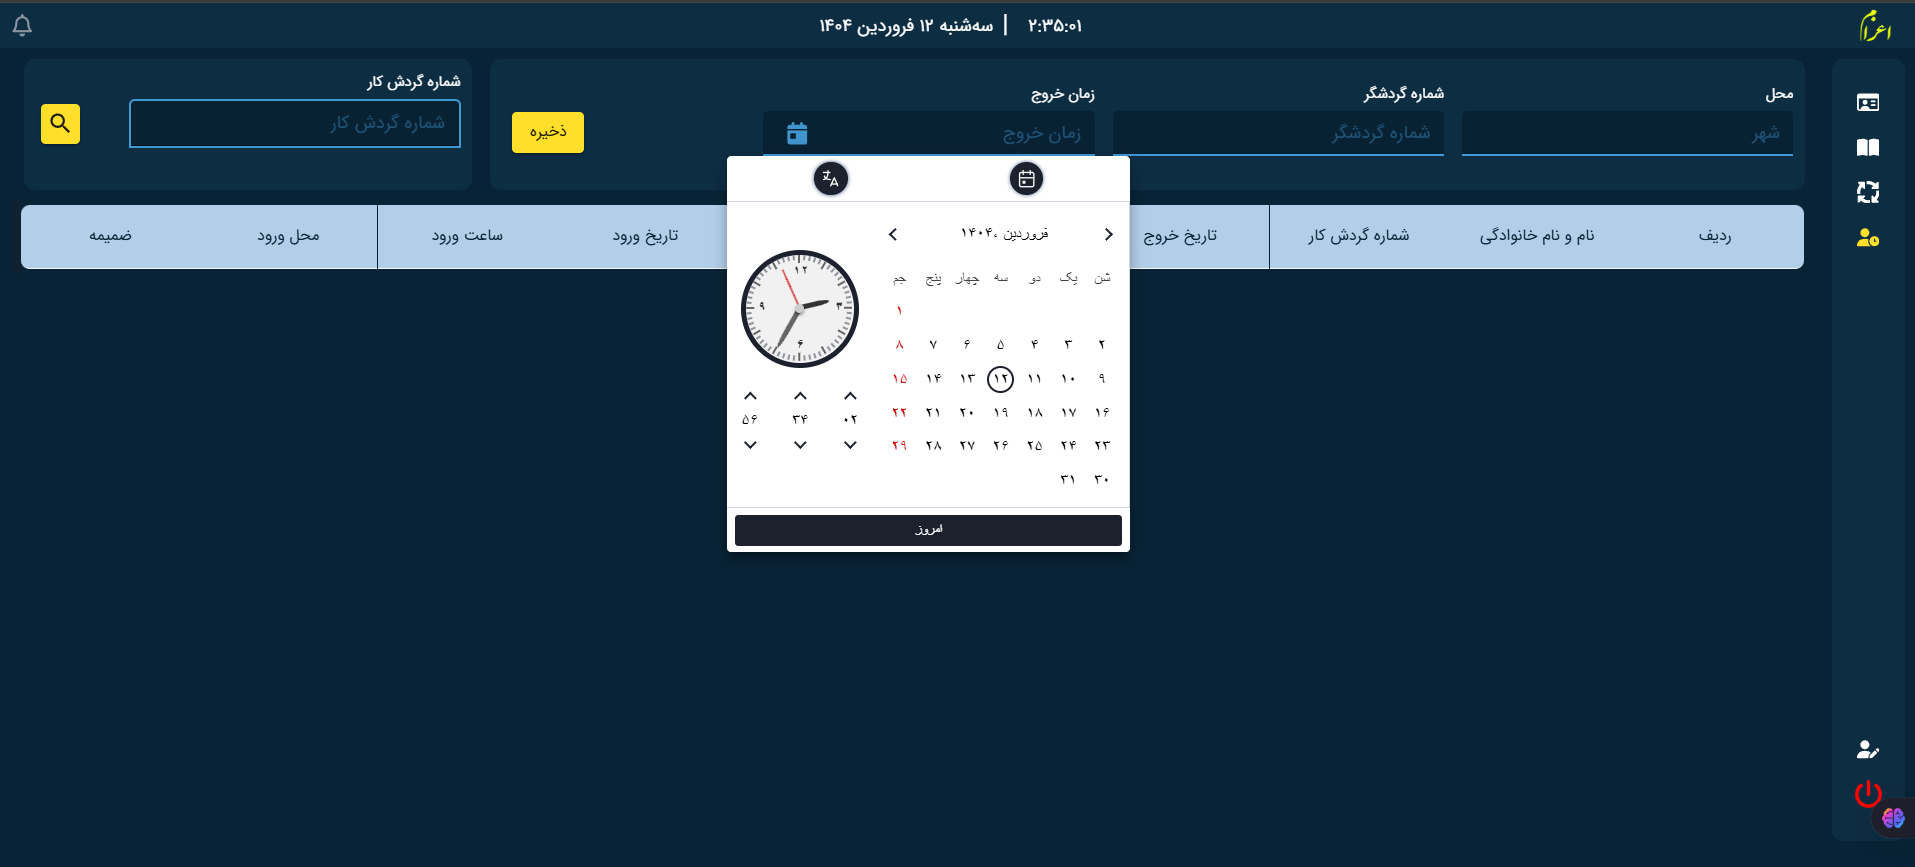 اعزام
۲:۳۵:۰۱ | سه‌شنبه ۱۲ فروردین ۱۴۰۴
محل
شهر
شماره گردشگر
شماره گردشگر
زمان خروج
زمان خروج
ذخیره
شماره گردش کار
شماره گردش کار
ردیف نام و نام خانوادگی شماره گردش کار تاریخ خروج تاریخ ورود ساعت ورود محل ورود ضمیمه
فروردین ،۱۴۰۴
شن یک دو سه چهار پنج جم
۱
۲ ۳ ۴ ۵ ۶ ۷ ۸
۹ ۱۰ ۱۱ ۱۲ ۱۳ ۱۴ ۱۵
۱۶ ۱۷ ۱۸ ۱۹ ۲۰ ۲۱ ۲۲
۲۳ ۲۴ ۲۵ ۲۶ ۲۷ ۲۸ ۲۹
۳۰ ۳۱
۱۲
۳
۶
۹
۰۲ ۳۴ ۵۶
امروز